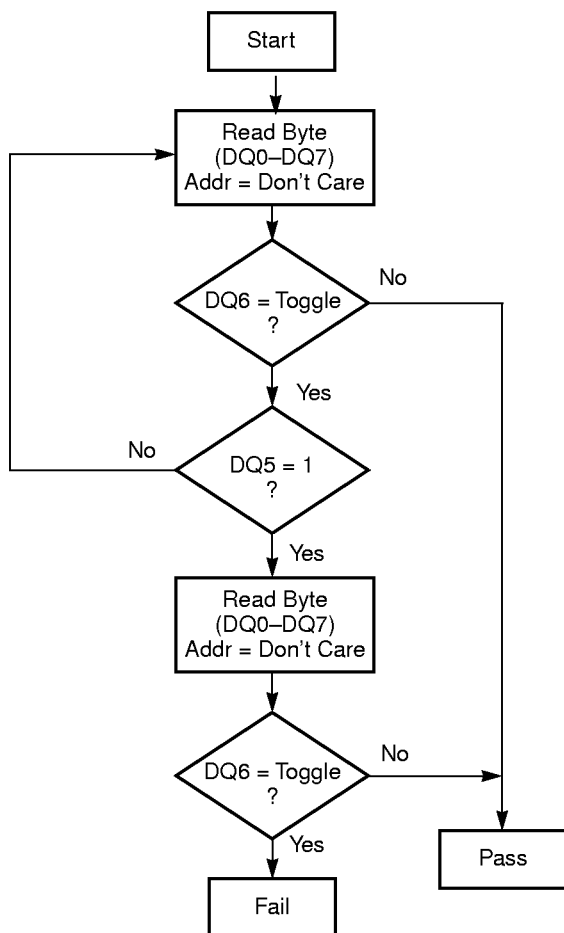 Start
Read Byte
(DQ0–DQ7)
Addr = Don't Care
DQ6 = Toggle
?
No
Yes
DQ5 = 1
?
No
Yes
Read Byte
(DQ0–DQ7)
Addr = Don't Care
DQ6 = Toggle
?
No
Yes
Pass
Fail